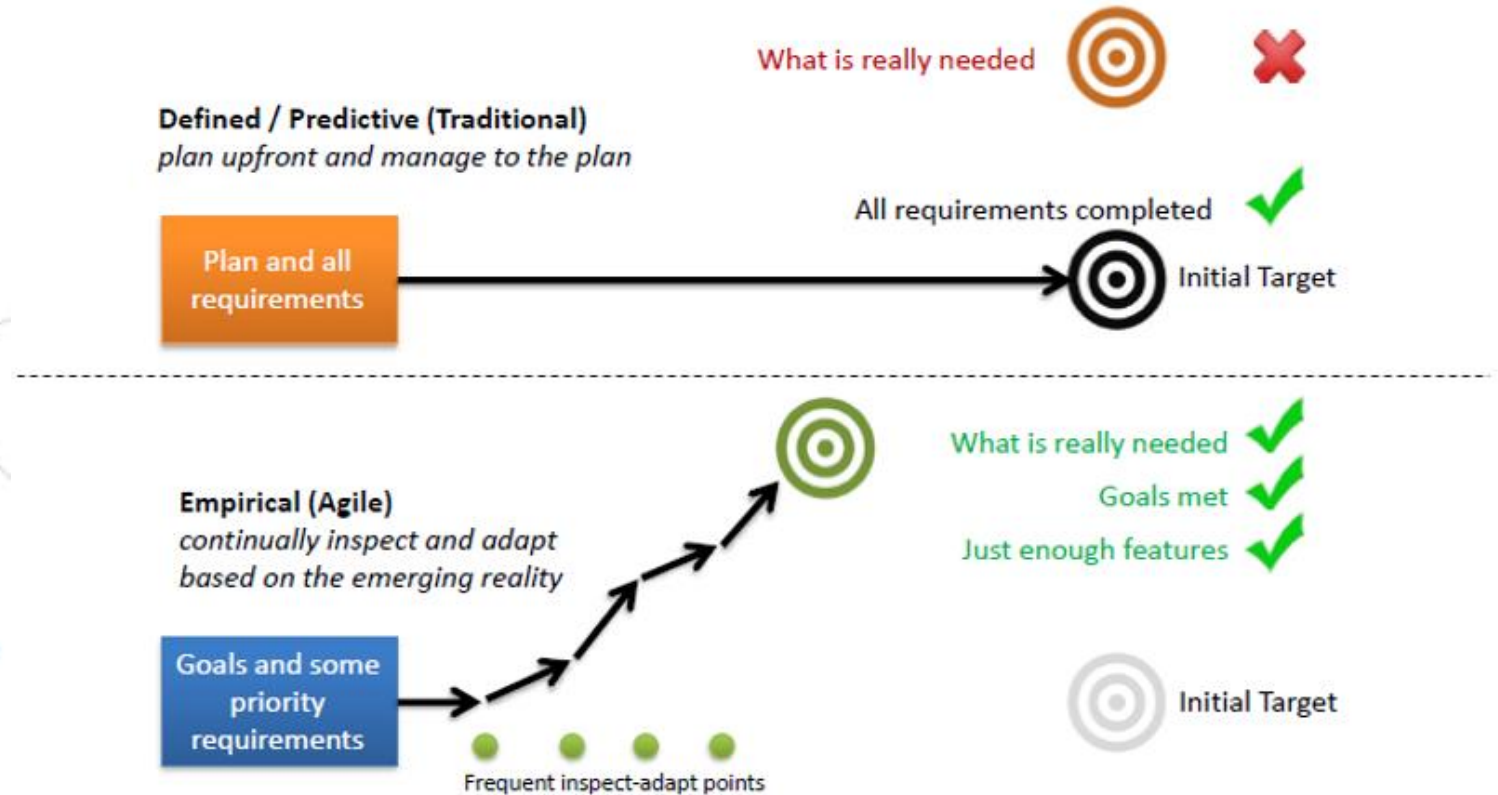 What is really needed
Defined / Predictive (Traditional)
plan upfront and manage to the plan
All requirements completed
Plan and all
requirements
Initial Target
What is really needed
Goals met
Just enough features
Empirical (Agile)
continually inspect and adapt
based on the emerging reality
Goals and some
priority
requirements
Initial Target
Frequent inspect-adapt points